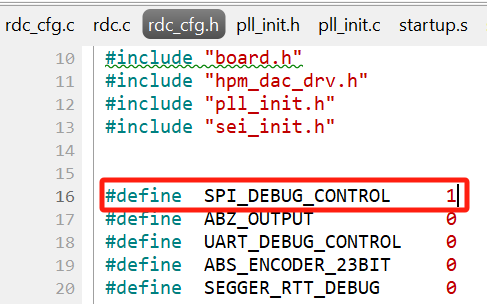 rdc_cfg.c rdc.c rdc_cfg.h pll_init.h pll_init.c startup.s
10 #include "board.h"
11 #include "hpm_dac_drv.h"
12 #include "pll_init.h"
13 #include "sei_init.h"
14
15
16 #define SPI_DEBUG_CONTROL 1
17 #define ABZ_OUTPUT 0
18 #define UART_DEBUG_CONTROL 0
19 #define ABS_ENCODER_23BIT 0
20 #define SEGGER_RTT_DEBUG 0